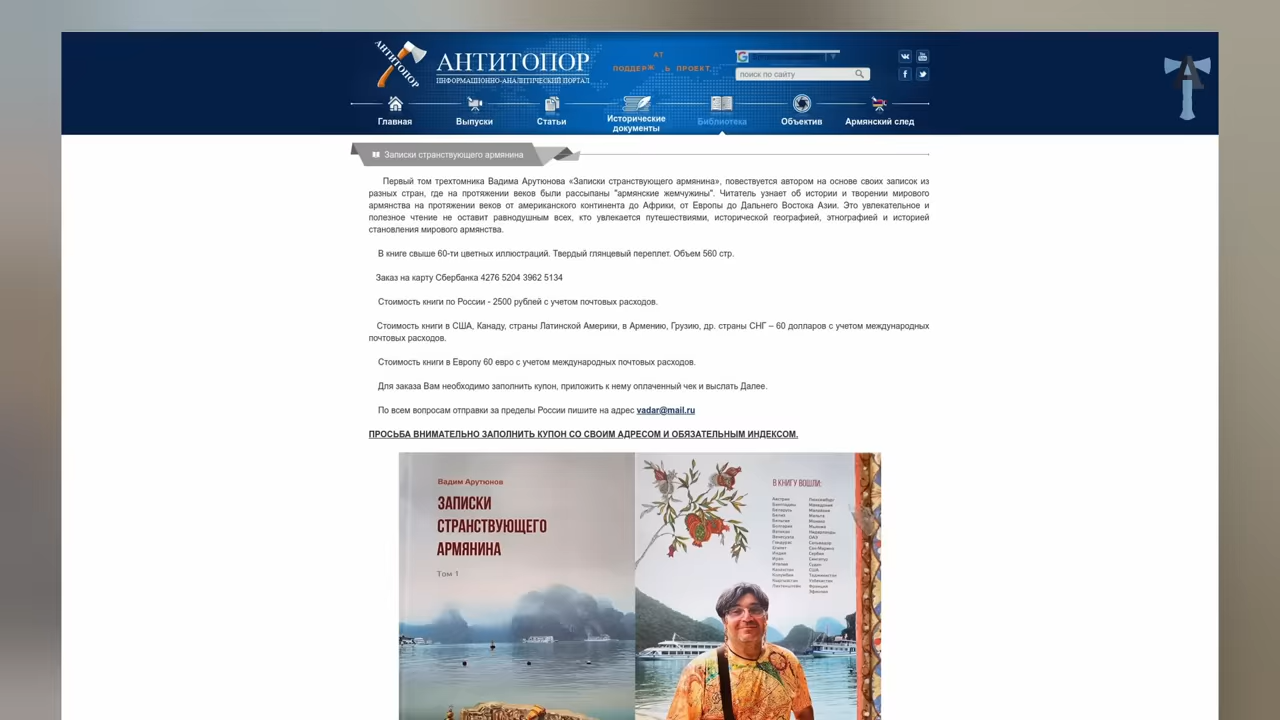 АНТИТОПОР
АНТИТОПОР
ИНФОРМАЦИОННО-АНАЛИТИЧЕСКИЙ ПОРТАЛ
поиск по сайту
Главная
Выпуски
Статьи
Исторические
документы
Библиотека
Объектив
Армянский след
Записки странствующего армянина
Первый том трехтомника Вадима Арутюнова «Записки странствующего армянина», повествуется автором на основе своих записок из
разных стран, где на протяжении веков были рассыпаны "армянские жемчужины". Читатель узнает об истории и творении мирового
армянства на протяжении веков от американского континента до Африки, от Европы до Дальнего Востока Азии. Это увлекательное и
полезное чтение не оставит равнодушным всех, кто увлекается путешествиями, исторической географией, этнографией и историей
становления мирового армянства.
В книге свыше 60-ти цветных иллюстраций. Твердый глянцевый переплет. Объем 560 стр.
Заказ на карту Сбербанка 4276 5204 3962 5134
Стоимость книги по России - 2500 рублей с учетом почтовых расходов.
Стоимость книги в США, Канаду, страны Латинской Америки, в Армению, Грузию, др. страны СНГ – 60 долларов с учетом международных
почтовых расходов.
Стоимость книги в Европу 60 евро с учетом международных почтовых расходов.
Для заказа Вам необходимо заполнить купон, приложить к нему оплаченный чек и выслать Далее.
По всем вопросам отправки за пределы России пишите на адрес vadar@mail.ru
ПРОСЬБА ВНИМАТЕЛЬНО ЗАПОЛНИТЬ КУПОН СО СВОИМ АДРЕСОМ И ОБЯЗАТЕЛЬНЫМ ИНДЕКСОМ.
Вадим Арутюнов
ЗАПИСКИ
СТРАНСТВУЮЩЕГО
АРМЯНИНА
Том 1
В КНИГУ ВОШЛИ: